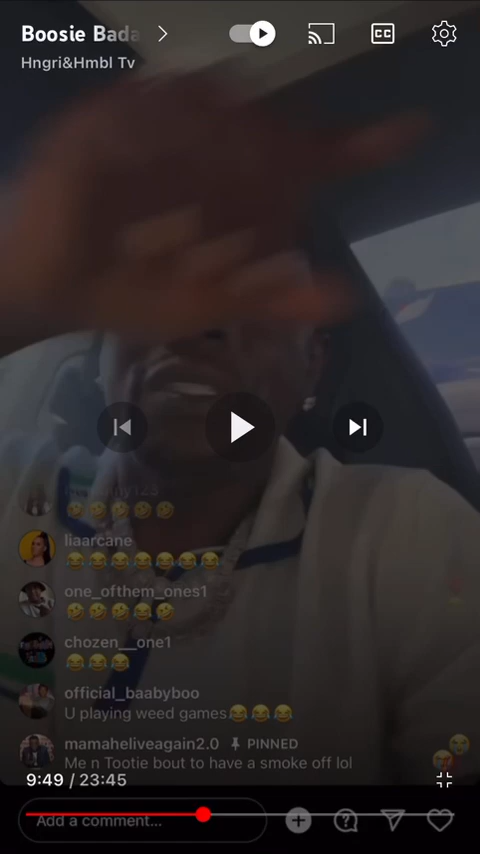 Boosie Bada
CC
Hngri&Hmbl Tv
liaarcane
one_ofthem_ones1
chozen__one1
official_baabyboo
U playing weed games😂😂😂
mamaheliveagain2.0 PINNED
Me n Tootie bout to have a smoke off lol
9:49 / 23:45
Add a comment...